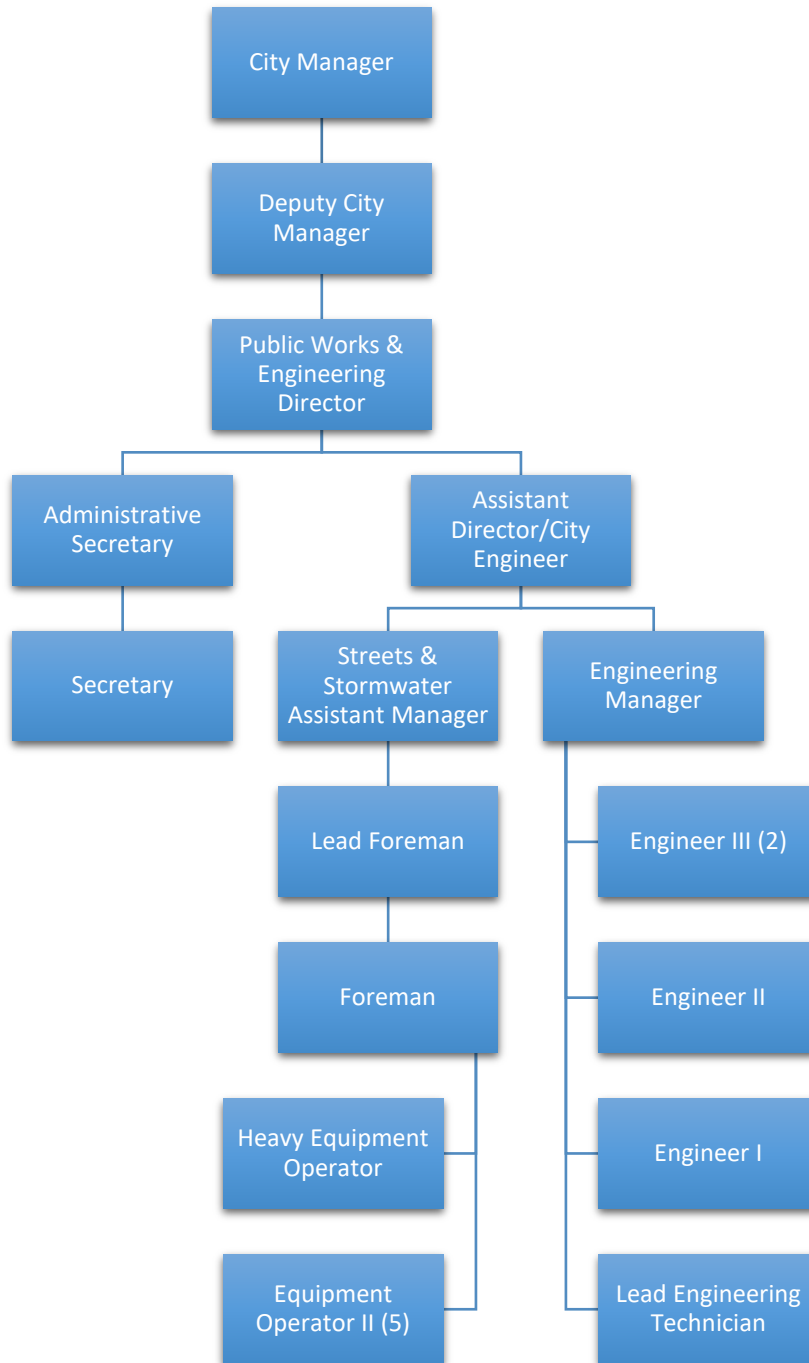 City Manager
Deputy City
Manager
Public Works &
Engineering
Director
Administrative
Secretary
Assistant
Director/City
Engineer
Secretary
Streets &
Stormwater
Assistant Manager
Engineering
Manager
Lead Foreman
Engineer III (2)
Foreman
Engineer II
Heavy Equipment
Operator
Engineer I
Equipment
Operator II (5)
Lead Engineering
Technician